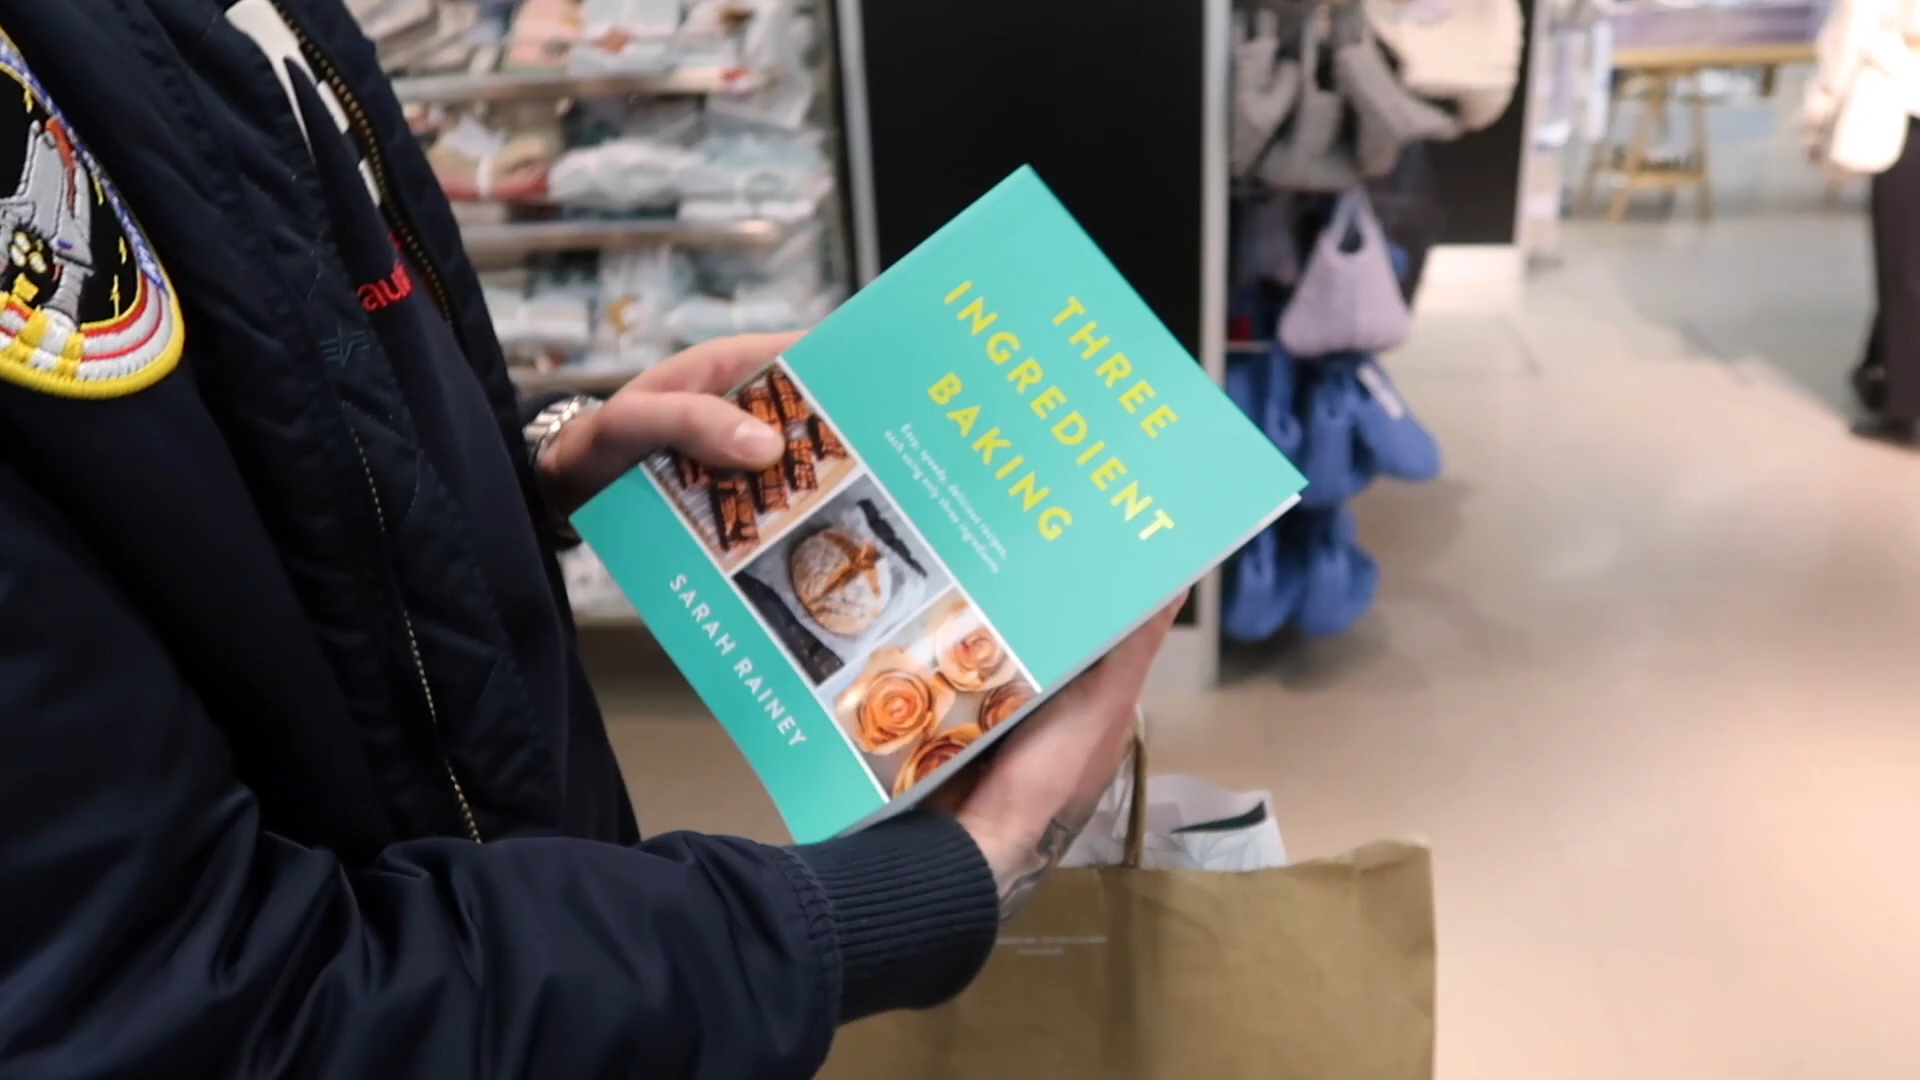 THREE
INGREDIENT
BAKING
Easy, speedy, delicious recipes,
each using only three ingredients
SARAH RAINEY